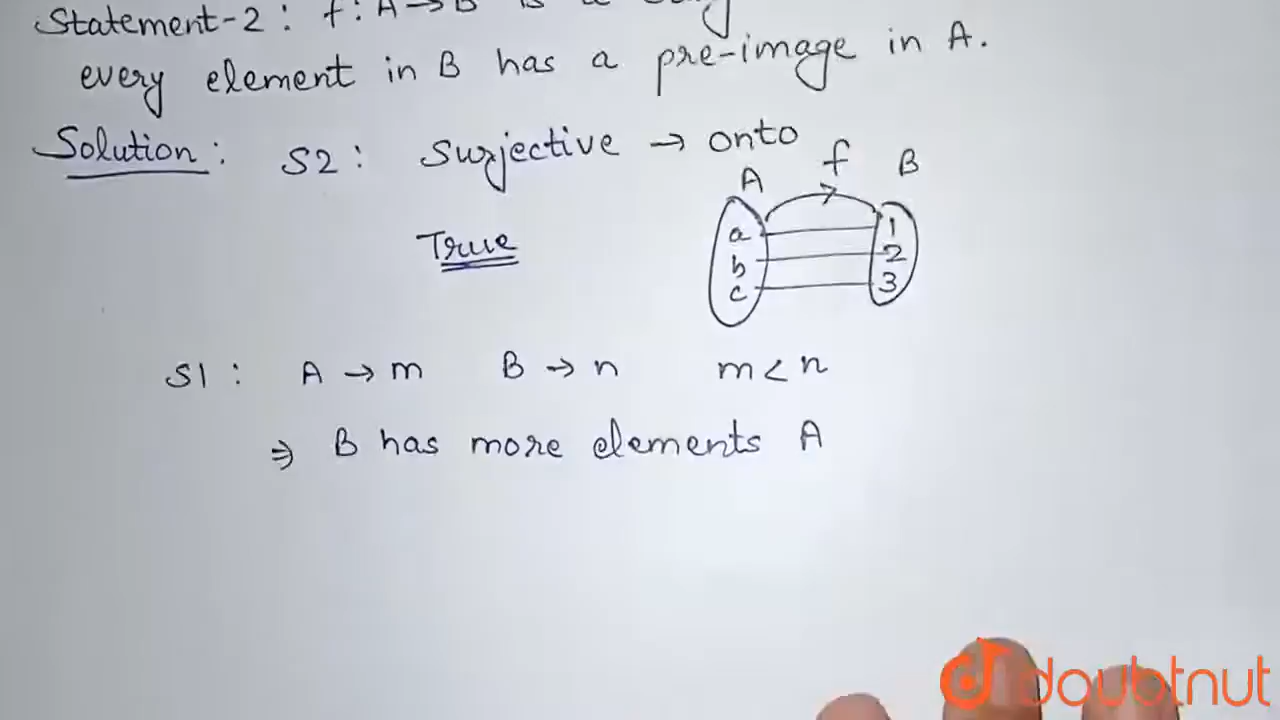 Statement-2: f: A → B is a
every element in B has a pre-image in A.
Solution: S2: Surjective → onto
True
A f B
a 1
b 2
c 3
S1: A → m B → n m < n
⇒ B has more elements A
doubtnut